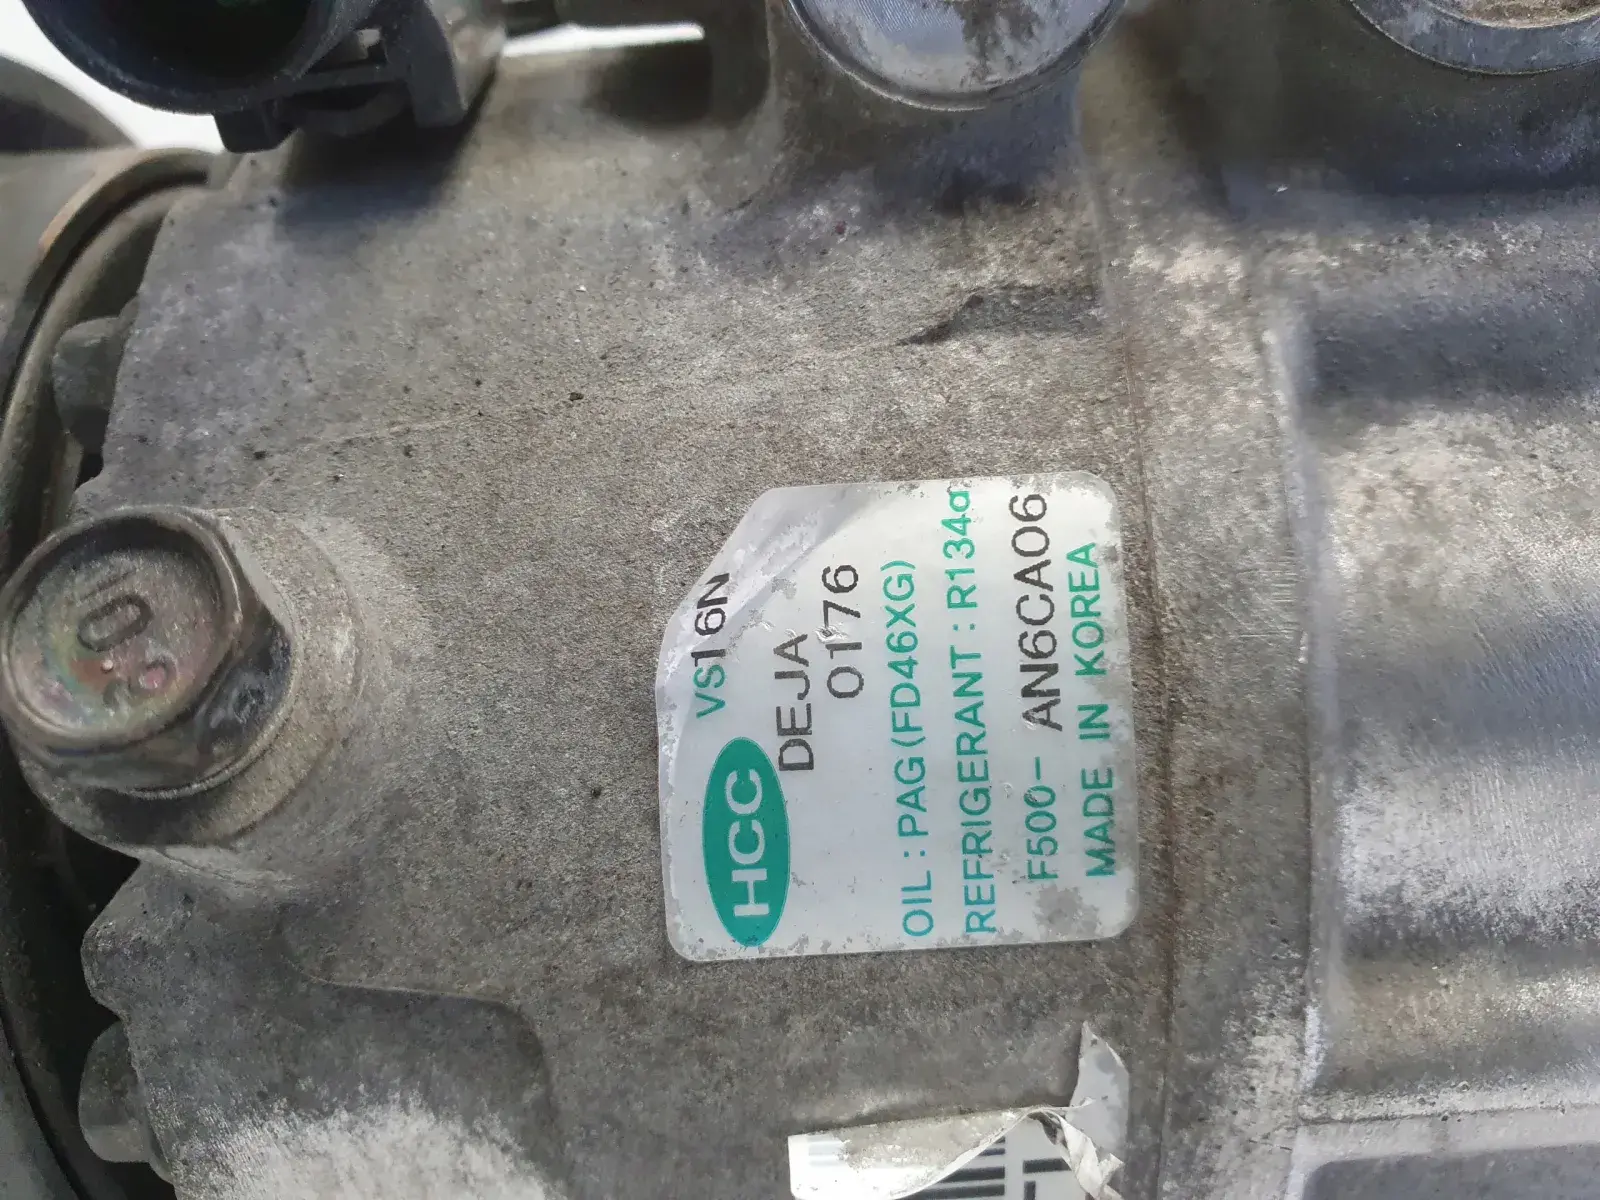 VS16N
HCC
DEJA
0176
OIL : PAG(FD46XG)
REFRIGERANT : R134a
F500- AN6CA06
MADE IN KOREA